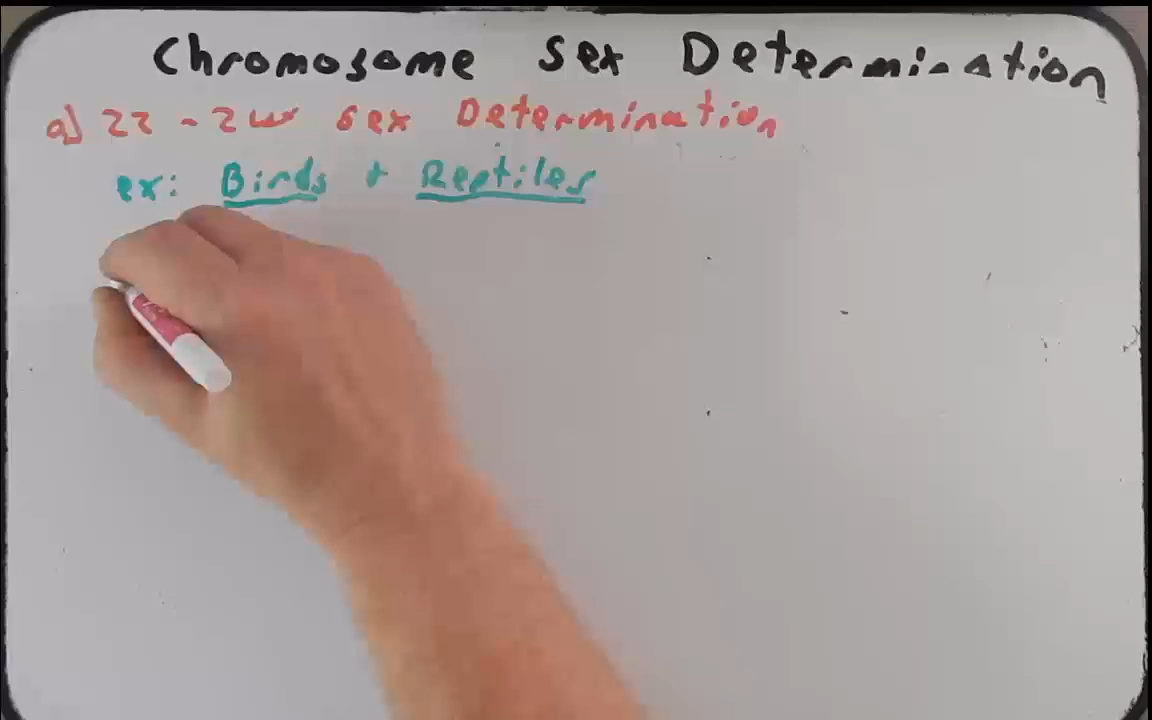 Chromosome Sex Determination
a) ZZ - ZW sex Determination
ex: Birds + Reptiles